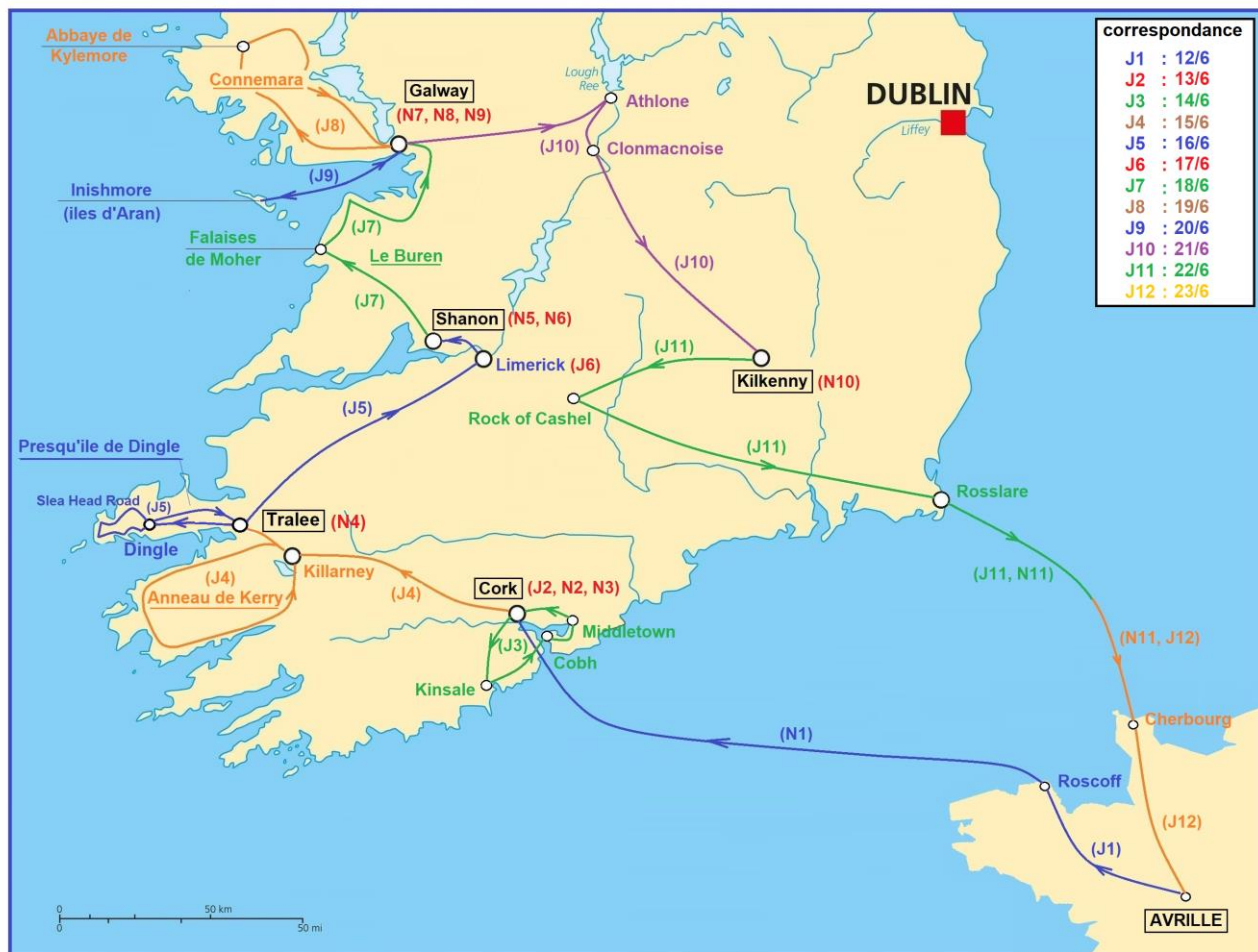 Abbaye de
Kylemore
Connemara
(J8)
Galway
(N7, N8, N9)
Lough
Ree
Athlone
(J10)
Clonmacnoise
DUBLIN
Liffey
correspondance
J1 : 12/6
J2 : 13/6
J3 : 14/6
J4 : 15/6
J5 : 16/6
J6 : 17/6
J7 : 18/6
J8 : 19/6
J9 : 20/6
J10 : 21/6
J11 : 22/6
J12 : 23/6
(J9)
Inishmore
(iles d'Aran)
(J7)
Falaises
de Moher
Le Buren
(J7)
(J10)
Shanon (N5, N6)
Limerick (J6)
(J11)
Kilkenny (N10)
Rock of Cashel
(J5)
(J11)
Presqu'ile de Dingle
Slea Head Road
(J5)
Dingle
Tralee (N4)
Rosslare
Killarney
(J4)
Anneau de Kerry
(J4)
Cork (J2, N2, N3)
Middletown
(J3)
Cobh
Kinsale
(J11, N11)
(N11, J12)
Cherbourg
(N1)
Roscoff
(J12)
(J1)
AVRILLE
0 50 km
0 50 mi